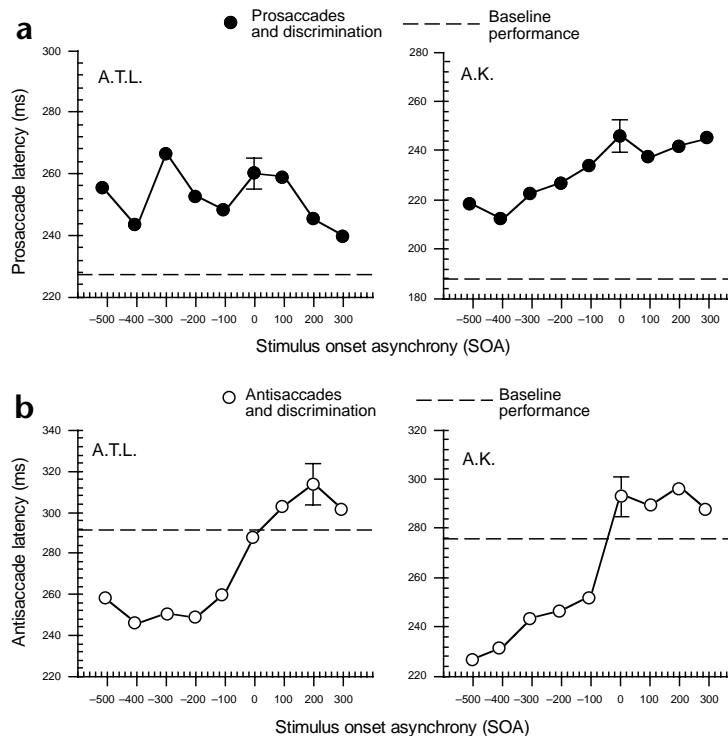 a
Prosaccades and discrimination
Baseline performance
Prosaccade latency (ms)
A.T.L.
300
280
260
240
220
–500 –400 –300 –200 –100 0 100 200 300
A.K.
280
260
240
220
200
180
–500 –400 –300 –200 –100 0 100 200 300
Stimulus onset asynchrony (SOA)
b
Antisaccades and discrimination
Baseline performance
Antisaccade latency (ms)
A.T.L.
340
320
300
280
260
240
220
–500 –400 –300 –200 –100 0 100 200 300
A.K.
320
300
280
260
240
220
–500 –400 –300 –200 –100 0 100 200 300
Stimulus onset asynchrony (SOA)